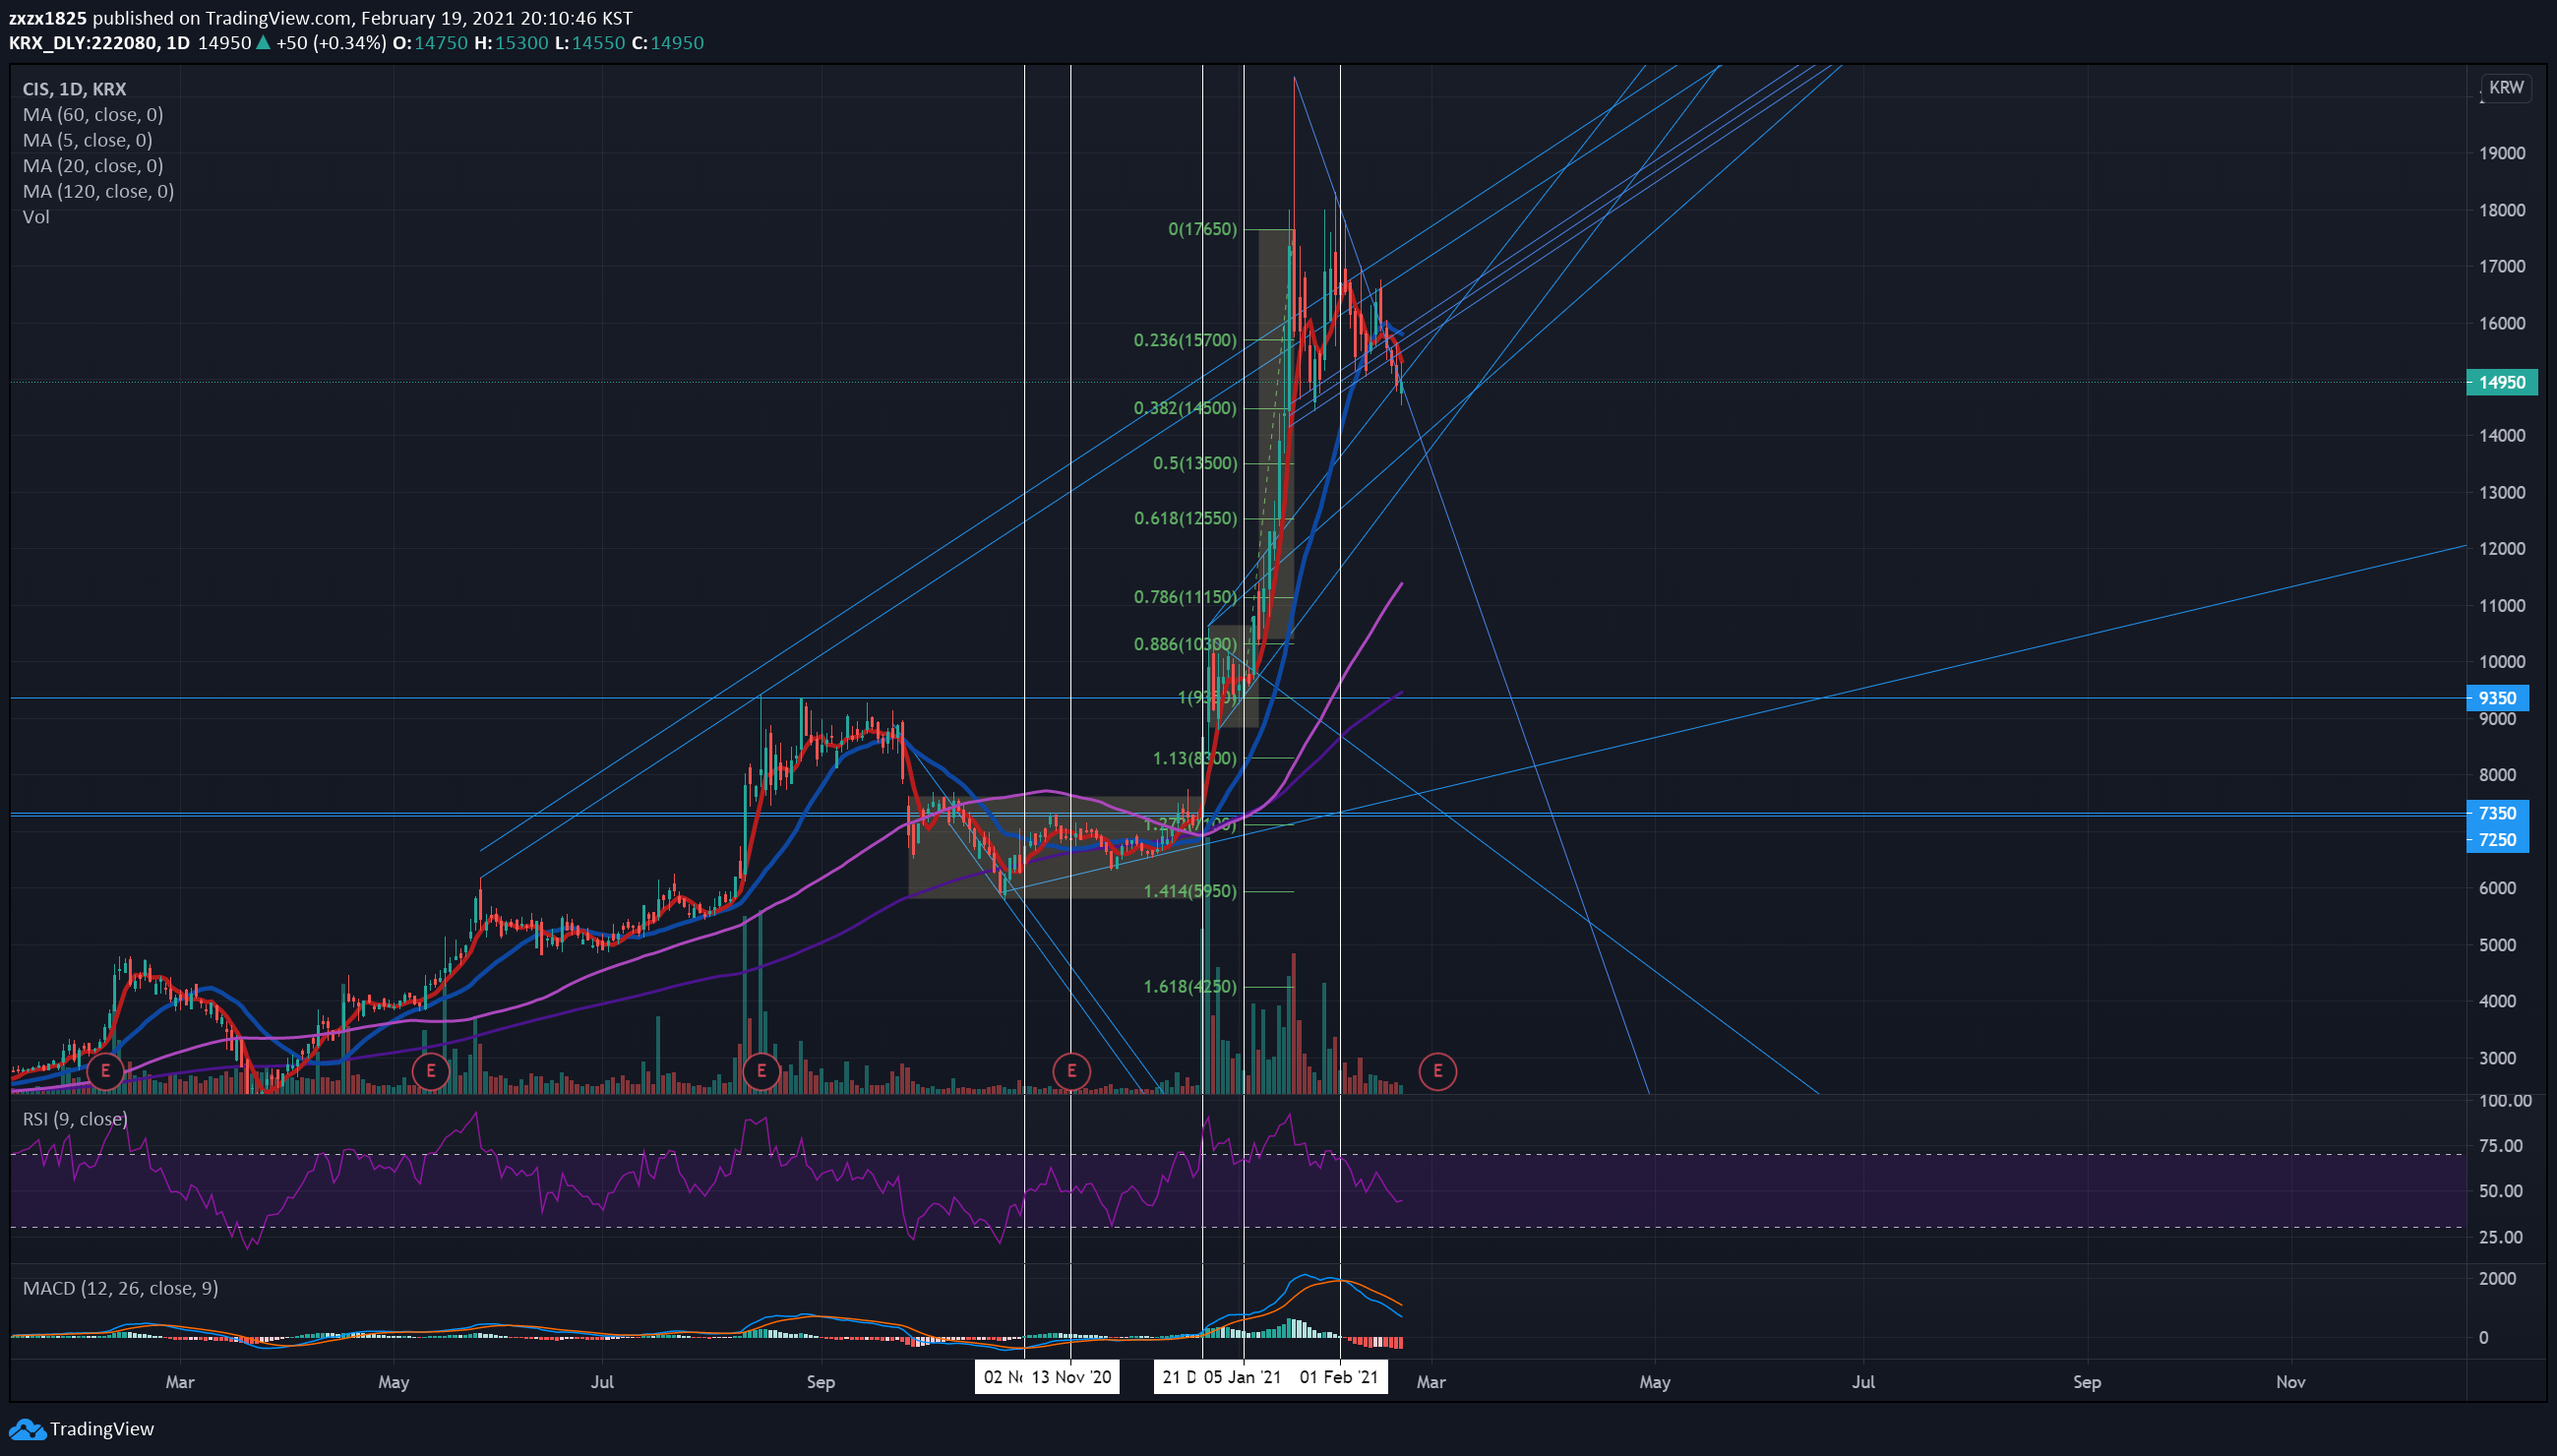 zxzx1825 published on TradingView.com, February 19, 2021 20:10:46 KST
KRX_DLY:222080, 1D 14950 ▲ +50 (+0.34%) O:14750 H:15300 L:14550 C:14950
CIS, 1D, KRX
MA (60, close, 0)
MA (5, close, 0)
MA (20, close, 0)
MA (120, close, 0)
Vol
KRW
19000
18000
17000
16000
14950
14000
13000
12000
11000
10000
9350
9000
8000
7350
7250
6000
5000
4000
3000
0(17650)
0.236(15700)
0.382(14500)
0.5(13500)
0.618(12550)
0.786(11150)
0.886(10300)
1.13(8300)
1.414(5950)
1.618(4250)
E E E E E
RSI (9, close)
100.00
75.00
50.00
25.00
MACD (12, 26, close, 9)
2000
0
Mar May Jul Sep 02 13 Nov '20 21 05 Jan '21 01 Feb '21 Mar May Jul Sep Nov
TradingView